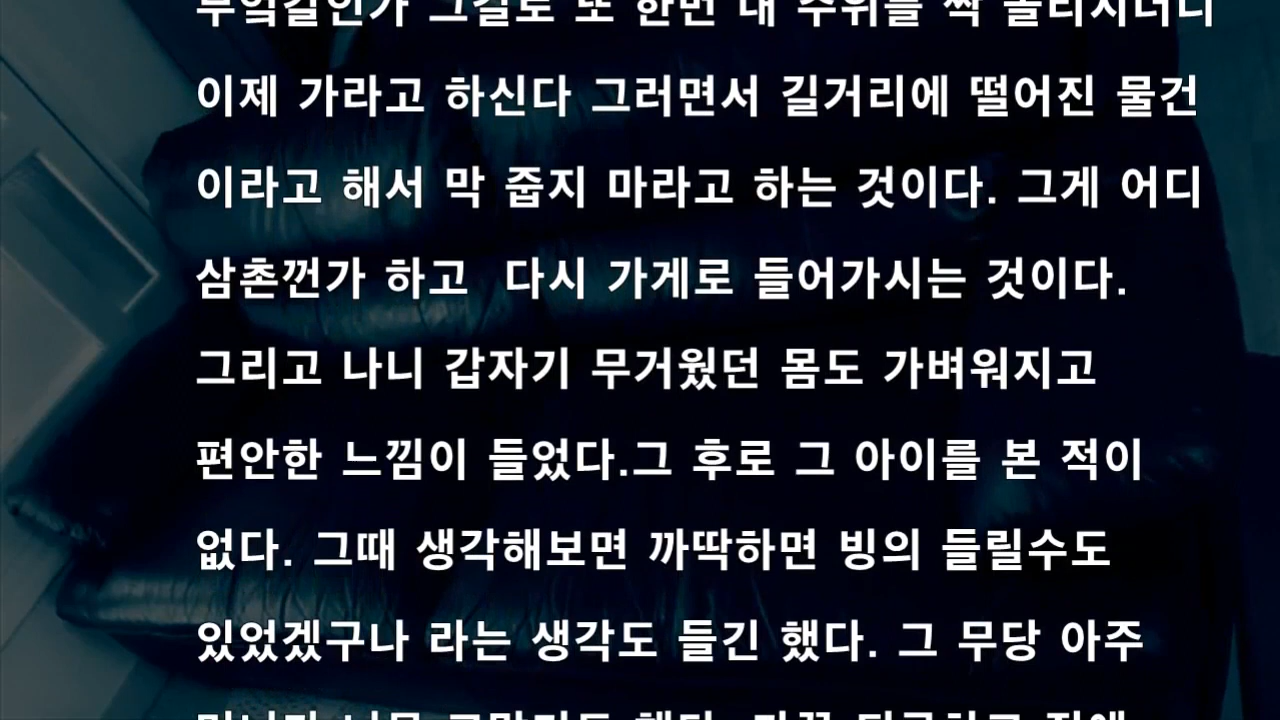 또 한번 내 주위를
이제 가라고 하신다 그러면서 길거리에 떨어진 물건
이라고 해서 막 줍지 마라고 하는 것이다. 그게 어디
삼촌껀가 하고 다시 가게로 들어가시는 것이다.
그리고 나니 갑자기 무거웠던 몸도 가벼워지고
편안한 느낌이 들었다.그 후로 그 아이를 본 적이
없다. 그때 생각해보면 까딱하면 빙의 들릴수도
있었겠구나 라는 생각도 들긴 했다. 그 무당 아주